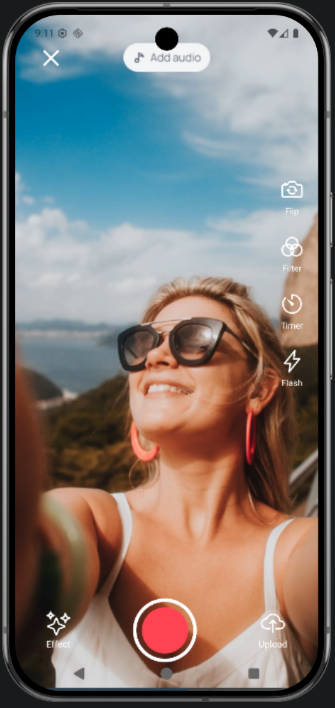 9:11
Add audio
Flip
Filter
Timer
Flash
Effect
Upload